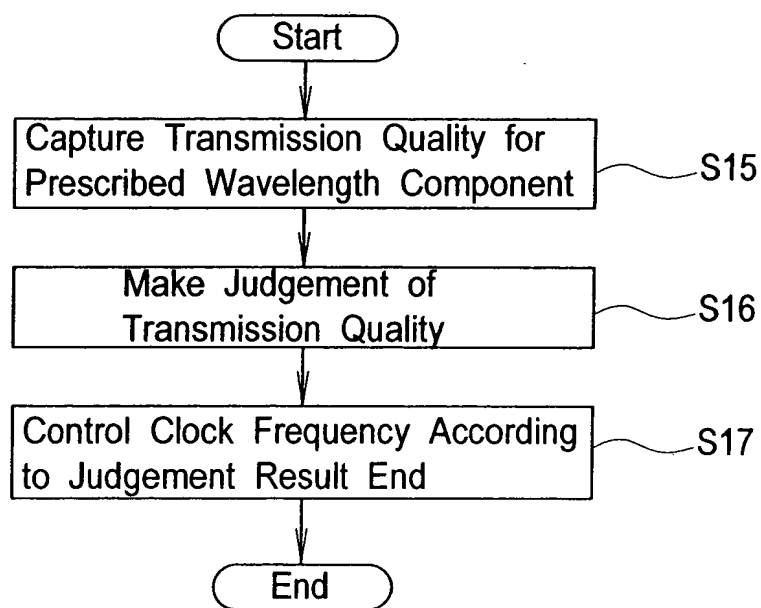 Start
Capture Transmission Quality for
Prescribed Wavelength Component
S15
Make Judgement of
Transmission Quality
S16
Control Clock Frequency According
to Judgement Result End
S17
End